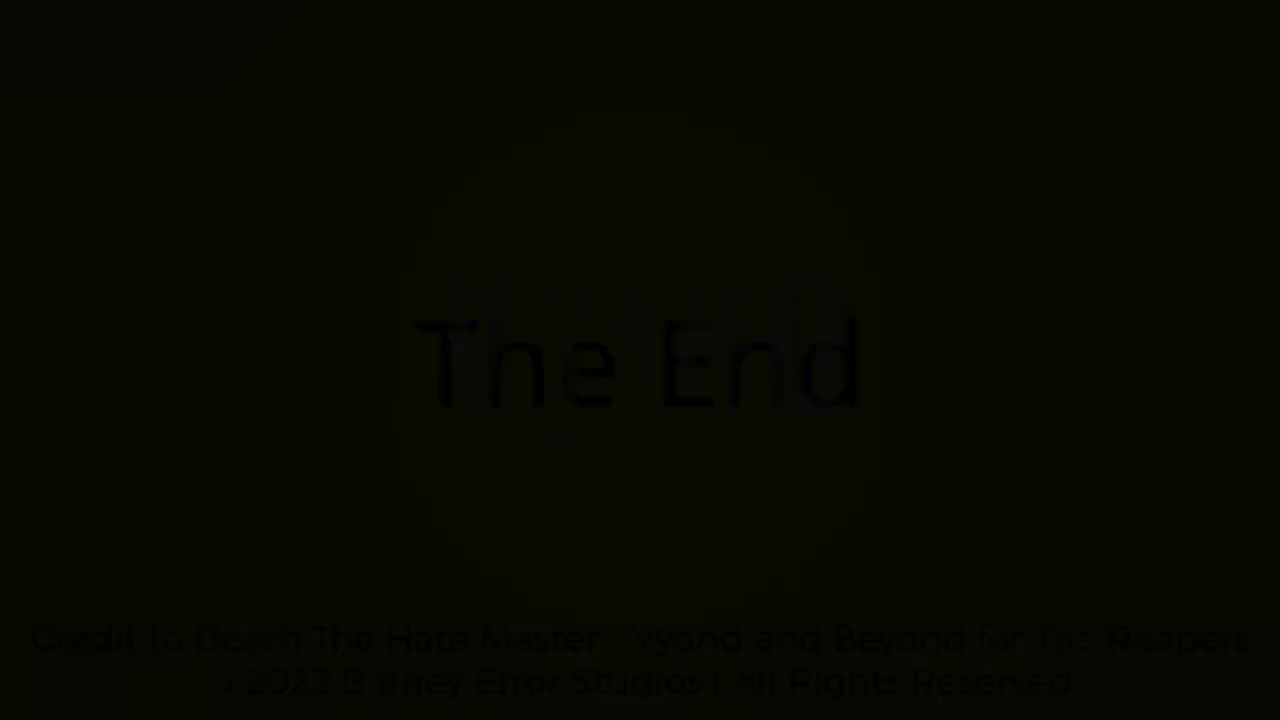 The End
Credit to Death The Hare Master Vyond and Beyond for The Reapers
2022 Barney Error Studios | All Rights Reserved